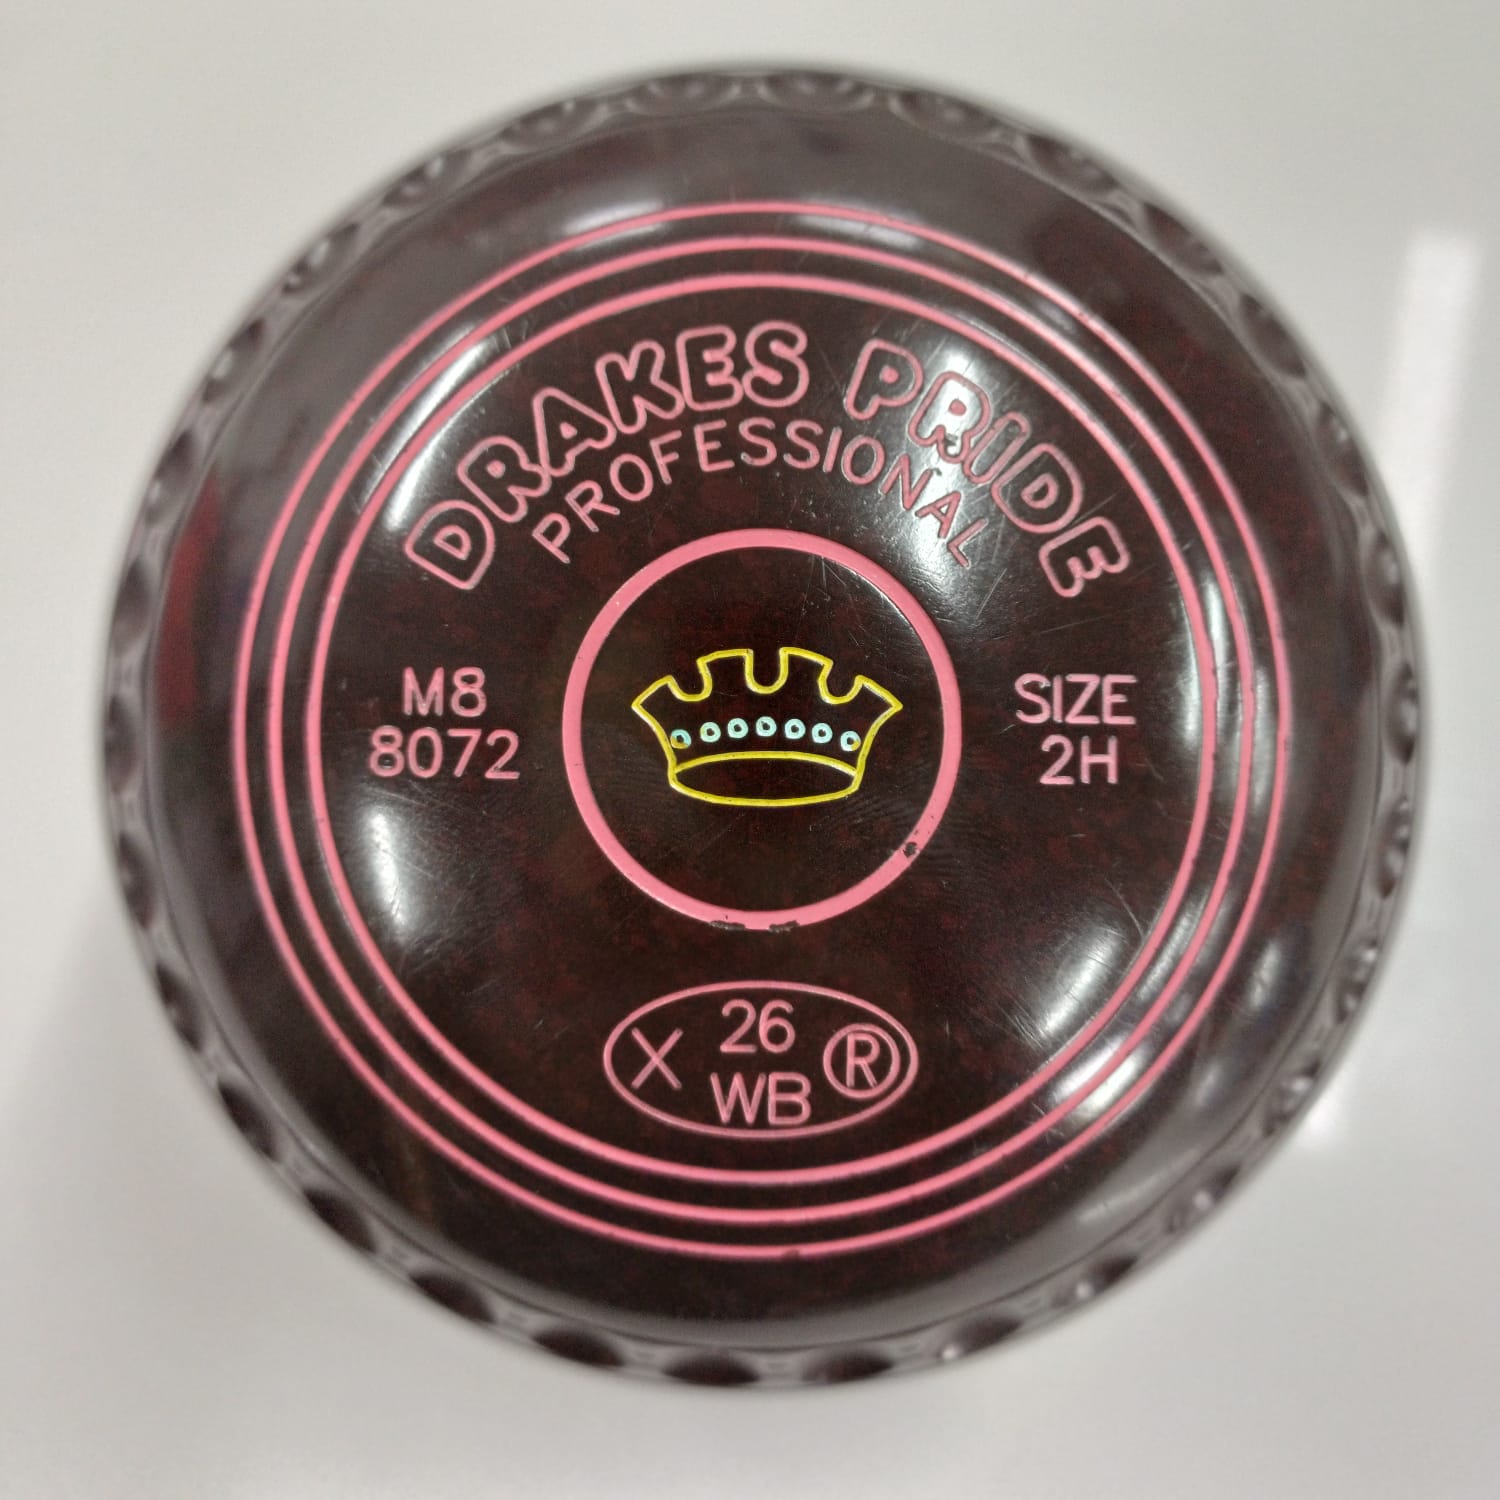 DRAKES PRIDE
PROFESSIONAL
M8
8072
SIZE
2H
X 26 ®
WB